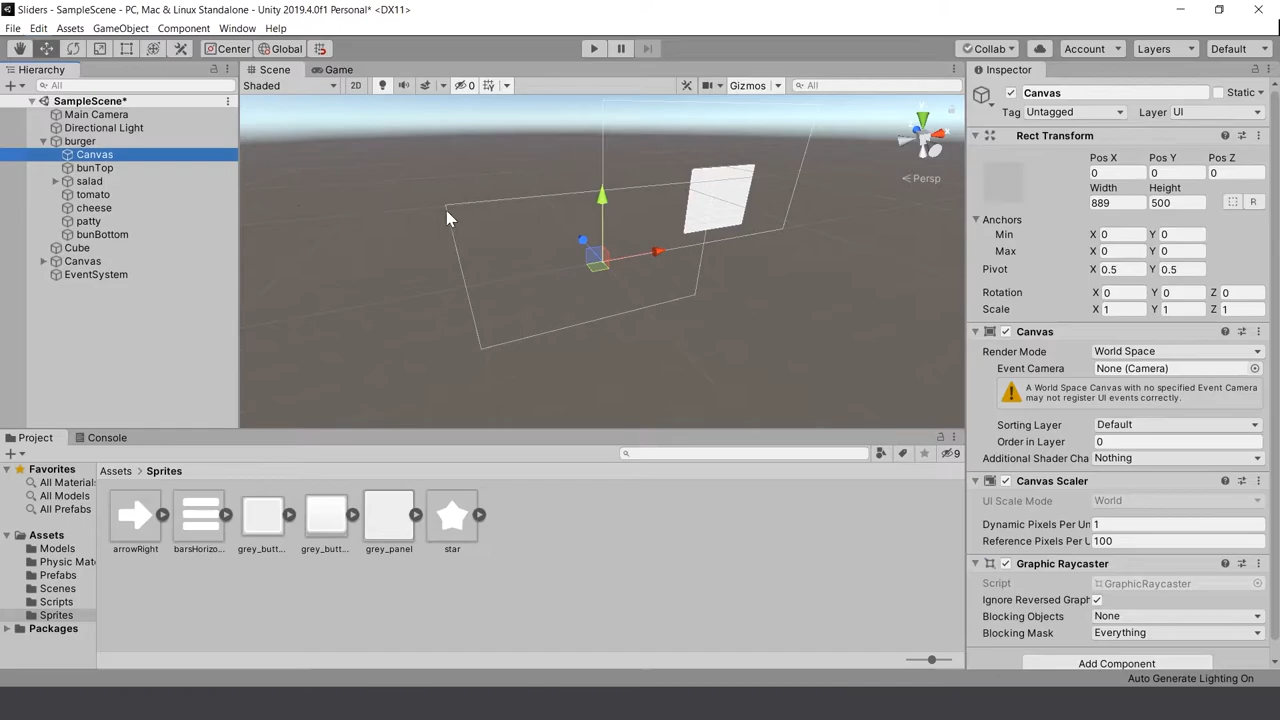 Sliders - SampleScene - PC, Mac & Linux Standalone - Unity 2019.4.0f1 Personal* <DX11>
File Edit Assets GameObject Component Window Help
Center Global Collab Account Layers Default
Hierarchy
All
SampleScene*
Main Camera
Directional Light
burger
Canvas
bunTop
salad
tomato
cheese
patty
bunBottom
Cube
Canvas
EventSystem
Scene Game
Shaded 2D 0 Gizmos All
y
x
Persp
Inspector
Canvas Static
Tag Untagged Layer UI
Rect Transform
Pos X Pos Y Pos Z
0 0 0
Width Height
889 500 R
Anchors
Min X 0 Y 0
Max X 0 Y 0
Pivot X 0.5 Y 0.5
Rotation X 0 Y 0 Z 0
Scale X 1 Y 1 Z 1
Canvas
Render Mode World Space
Event Camera None (Camera)
A World Space Canvas with no specified Event Camera
may not register UI events correctly.
Sorting Layer Default
Order in Layer 0
Additional Shader Cha Nothing
Canvas Scaler
UI Scale Mode World
Dynamic Pixels Per Un 1
Reference Pixels Per U 100
Graphic Raycaster
Script GraphicRaycaster
Ignore Reversed Graph
Blocking Objects None
Blocking Mask Everything
Add Component
Project Console
9
Favorites
All Material
All Models
All Prefabs
Assets
Models
Physic Mat
Prefabs
Scenes
Scripts
Sprites
Packages
Assets > Sprites
arrowRight barsHorizo... grey_butt... grey_butt... grey_panel star
Auto Generate Lighting On